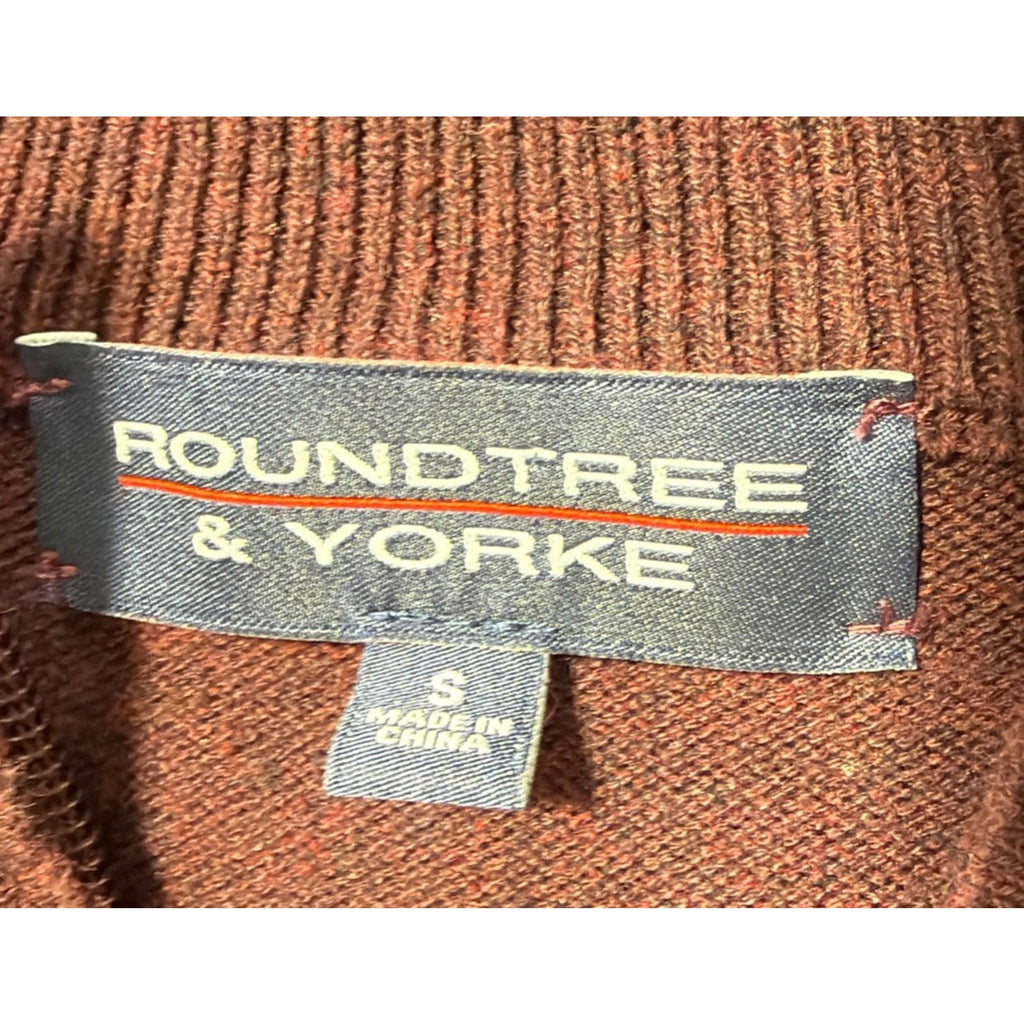 ROUNDTREE
& YORKE
S
MADE IN
CHINA